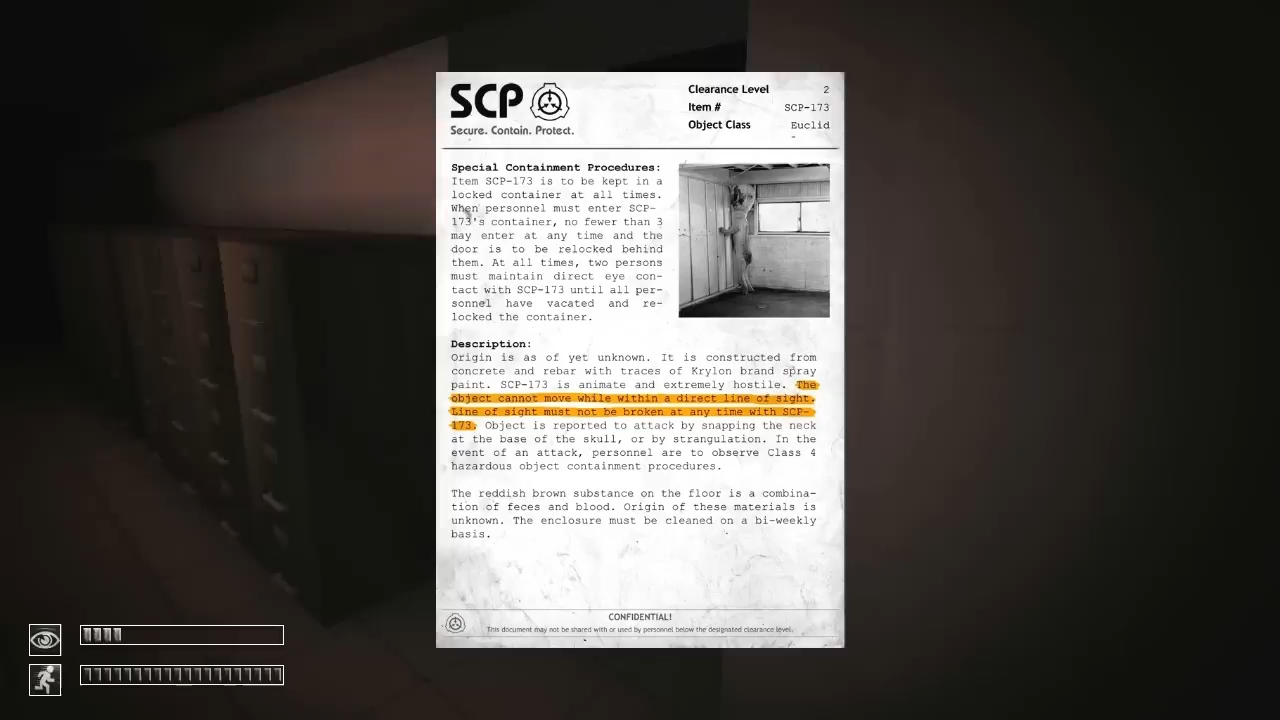 SCP
Secure. Contain. Protect.
Clearance Level 2
Item # SCP-173
Object Class Euclid
Special Containment Procedures:
Item SCP-173 is to be kept in a
locked container at all times.
When personnel must enter SCP-
173's container, no fewer than 3
may enter at any time and the
door is to be relocked behind
them. At all times, two persons
must maintain direct eye con-
tact with SCP-173 until all per-
sonnel have vacated and re-
locked the container.
Description:
Origin is as of yet unknown. It is constructed from
concrete and rebar with traces of Krylon brand spray
paint. SCP-173 is animate and extremely hostile. The
object cannot move while within a direct line of sight.
Line of sight must not be broken at any time with SCP-
173. Object is reported to attack by snapping the neck
at the base of the skull, or by strangulation. In the
event of an attack, personnel are to observe Class 4
hazardous object containment procedures.
The reddish brown substance on the floor is a combina-
tion of feces and blood. Origin of these materials is
unknown. The enclosure must be cleaned on a bi-weekly
basis.
CONFIDENTIAL!
This document may not be shared with or used by personnel below the designated clearance level.